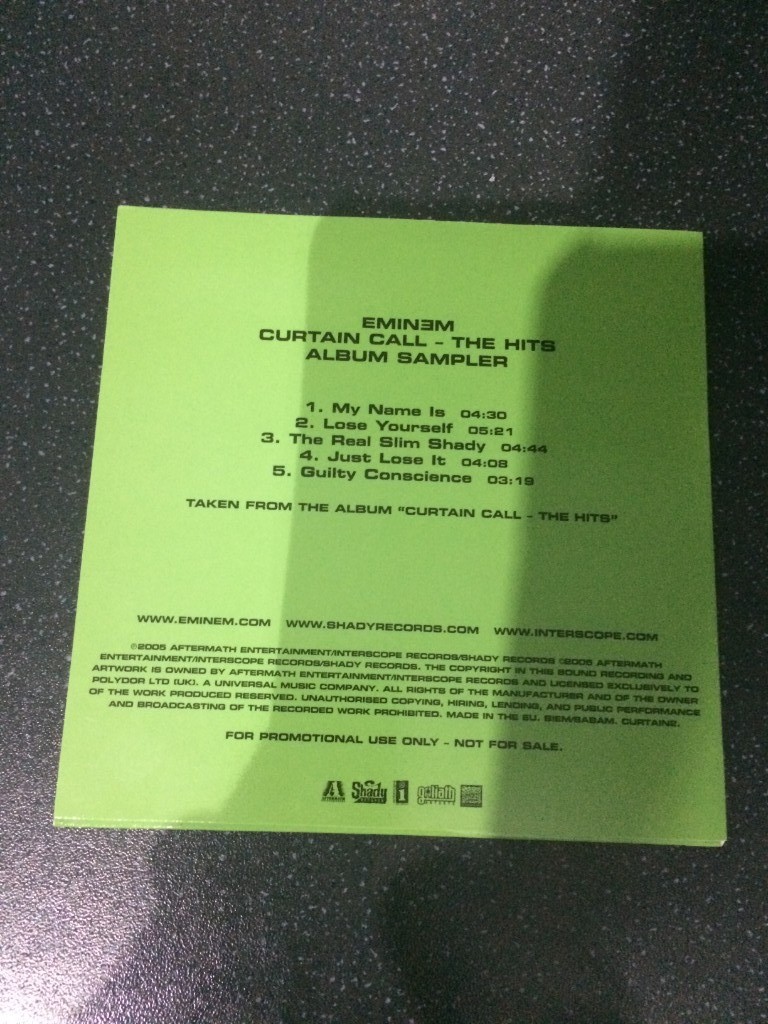 EMINƎM
CURTAIN CALL - THE HITS
ALBUM SAMPLER
1. My Name Is 04:30
2. Lose Yourself 05:21
3. The Real Slim Shady 04:44
4. Just Lose It 04:08
5. Guilty Conscience 03:19
TAKEN FROM THE ALBUM "CURTAIN CALL - THE HITS"
WWW.EMINEM.COM WWW.SHADYRECORDS.COM WWW.INTERSCOPE.COM
℗2005 AFTERMATH ENTERTAINMENT/INTERSCOPE RECORDS/SHADY RECORDS ©2005 AFTERMATH
ENTERTAINMENT/INTERSCOPE RECORDS/SHADY RECORDS. THE COPYRIGHT IN THIS SOUND RECORDING AND
ARTWORK IS OWNED BY AFTERMATH ENTERTAINMENT/INTERSCOPE RECORDS AND LICENSED EXCLUSIVELY TO
POLYDOR LTD (UK). A UNIVERSAL MUSIC COMPANY. ALL RIGHTS OF THE MANUFACTURER AND OF THE OWNER
OF THE WORK PRODUCED RESERVED. UNAUTHORISED COPYING, HIRING, LENDING, AND PUBLIC PERFORMANCE
AND BROADCASTING OF THE RECORDED WORK PROHIBITED. MADE IN THE EU. BIEM/SABAM. CURTAIN2.
FOR PROMOTIONAL USE ONLY - NOT FOR SALE.
Shady goliath